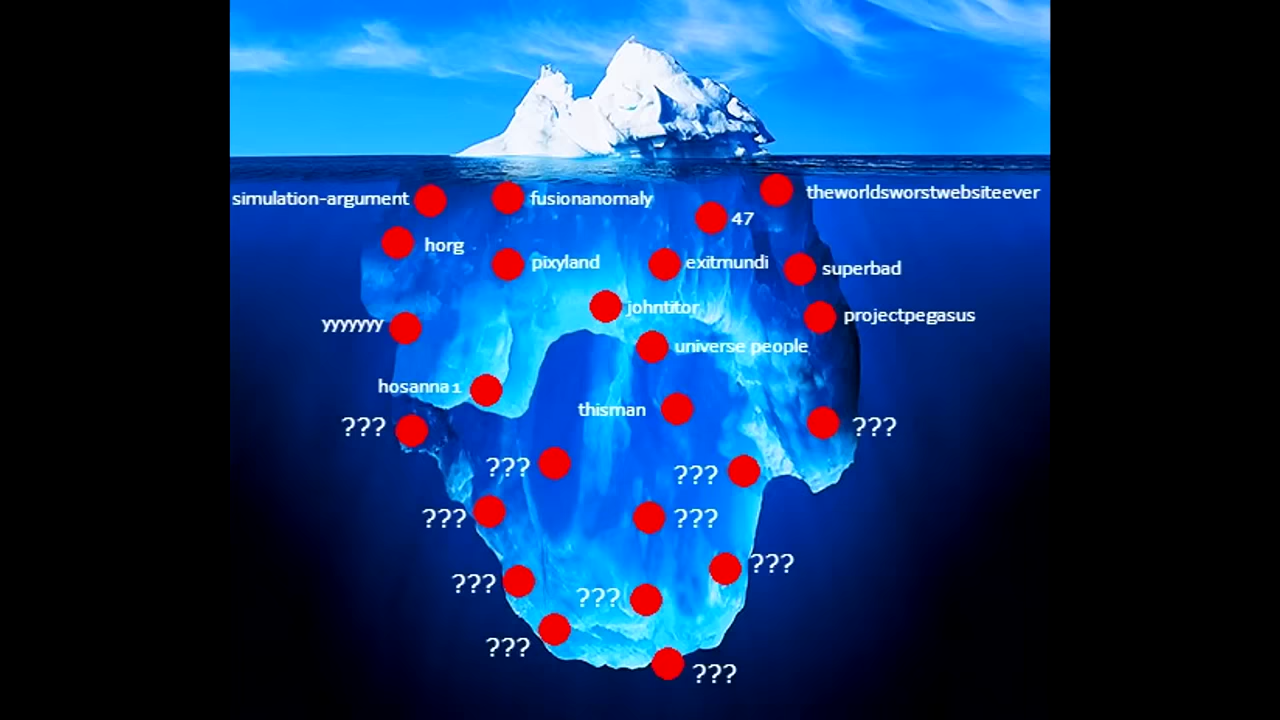 theworldsworstwebsiteever
simulation-argument
fusionanomaly
47
horg
pixyland
exitmundi
superbad
johntitor
projectpegasus
yyyyyyy
universe people
hosanna1
thisman
???
???
???
???
???
???
???
???
???
???
???